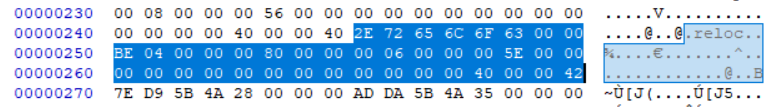 00000230 00 08 00 00 00 56 00 00 00 00 00 00 00 00 00 00 .....V..........
00000240 00 00 00 00 40 00 00 40 2E 72 65 6C 6F 63 00 00 ....@..@.reloc..
00000250 BE 04 00 00 00 80 00 00 00 06 00 00 00 5E 00 00 ¾....€.......^..
00000260 00 00 00 00 00 00 00 00 00 00 00 00 40 00 00 42 ............@..B
00000270 7E D9 5B 4A 28 00 00 00 AD DA 5B 4A 35 00 00 00 ~Ù[J(....Ú[J5...